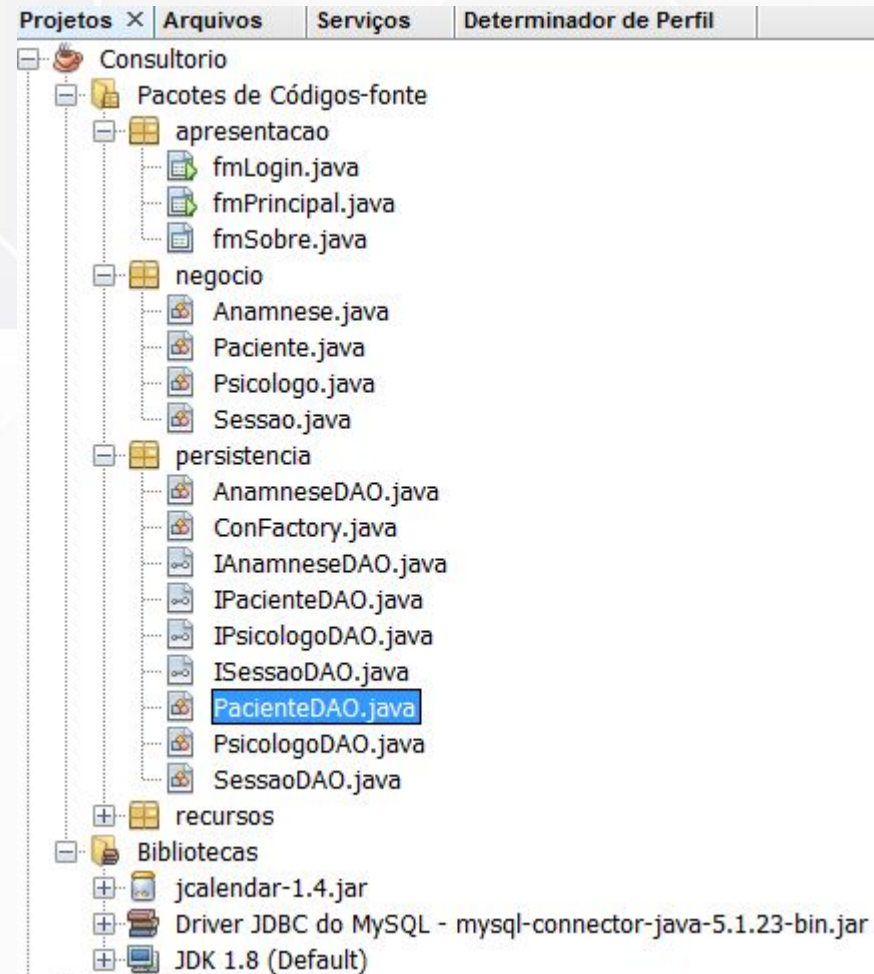 Projetos × Arquivos Serviços Determinador de Perfil
Consultorio
Pacotes de Códigos-fonte
apresentacao
fmLogin.java
fmPrincipal.java
fmSobre.java
negocio
Anamnese.java
Paciente.java
Psicologo.java
Sessao.java
persistencia
AnamneseDAO.java
ConFactory.java
IAnamneseDAO.java
IPacienteDAO.java
IPsicologoDAO.java
ISessaoDAO.java
PacienteDAO.java
PsicologoDAO.java
SessaoDAO.java
recursos
Bibliotecas
jcalendar-1.4.jar
Driver JDBC do MySQL - mysql-connector-java-5.1.23-bin.jar
JDK 1.8 (Default)